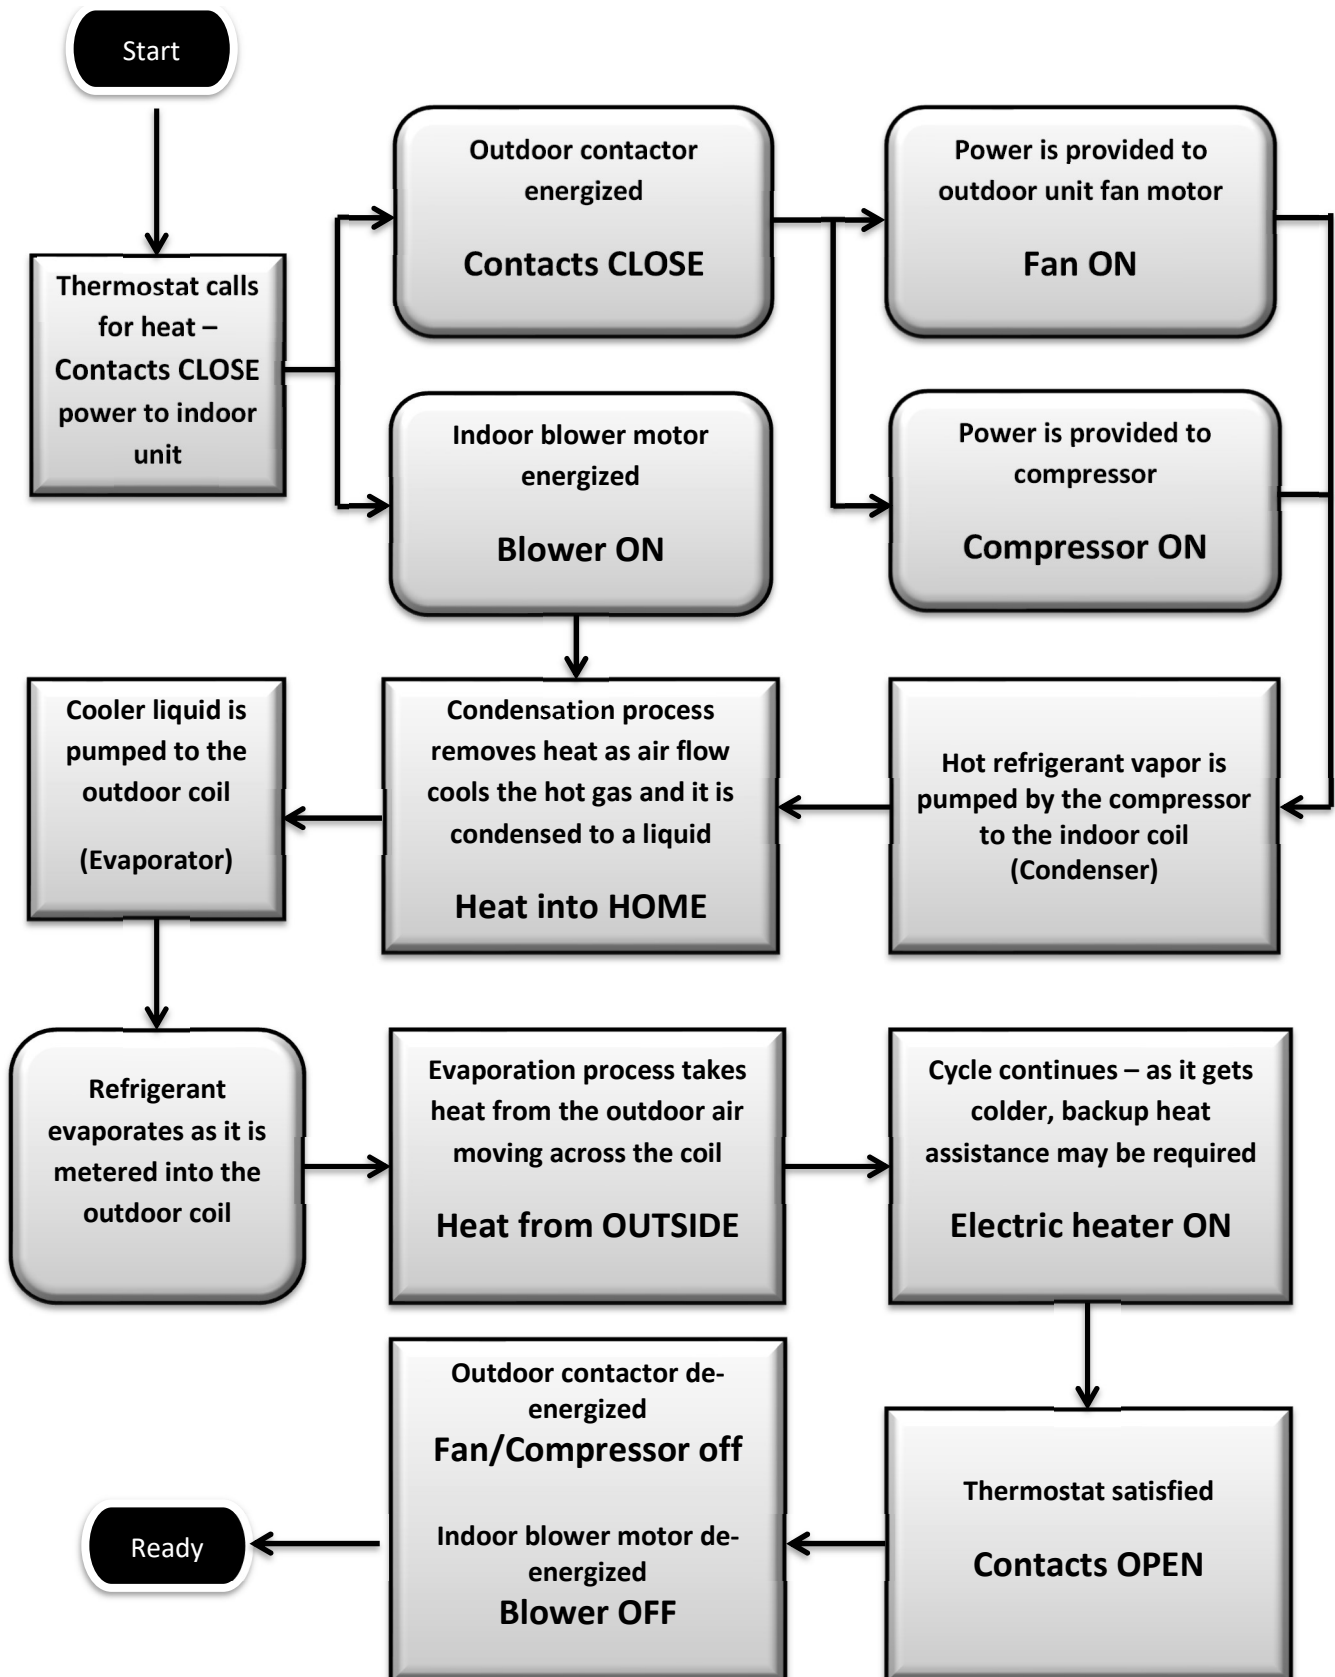 Start
Outdoor contactor
energized
Contacts CLOSE
Power is provided to
outdoor unit fan motor
Fan ON
Thermostat calls
for heat –
Contacts CLOSE
power to indoor
unit
Indoor blower motor
energized
Blower ON
Power is provided to
compressor
Compressor ON
Cooler liquid is
pumped to the
outdoor coil
(Evaporator)
Condensation process
removes heat as air flow
cools the hot gas and it is
condensed to a liquid
Heat into HOME
Hot refrigerant vapor is
pumped by the compressor
to the indoor coil
(Condenser)
Refrigerant
evaporates as it is
metered into the
outdoor coil
Evaporation process takes
heat from the outdoor air
moving across the coil
Heat from OUTSIDE
Cycle continues – as it gets
colder, backup heat
assistance may be required
Electric heater ON
Outdoor contactor de-
energized
Fan/Compressor off
Indoor blower motor de-
energized
Blower OFF
Thermostat satisfied
Contacts OPEN
Ready